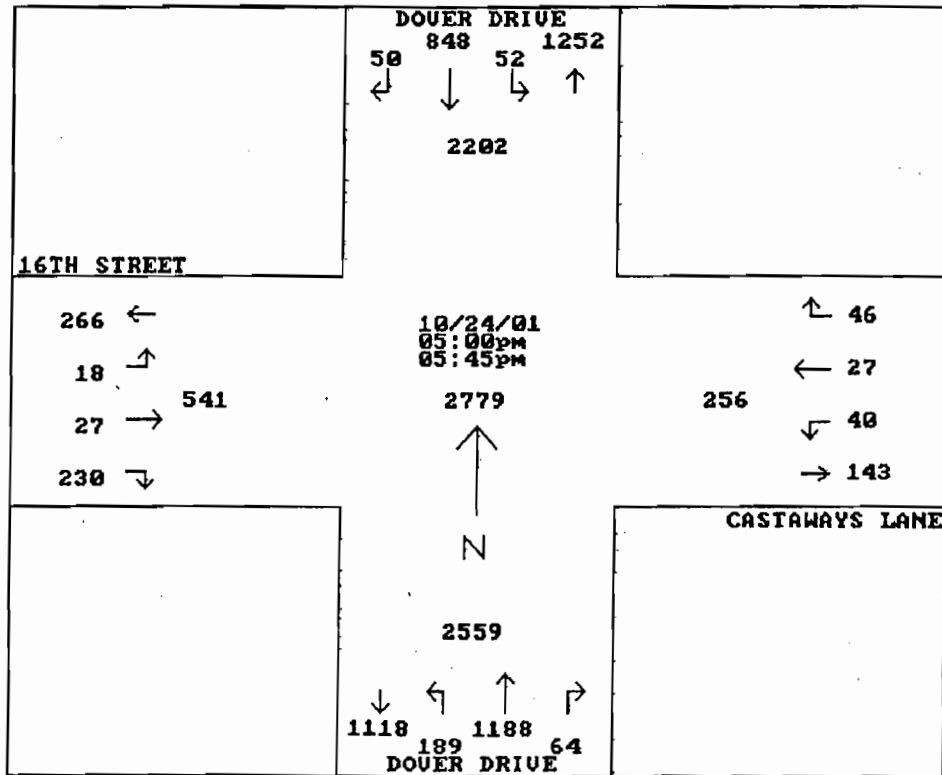 DOVER DRIVE
848 1252
50 52
2202
16TH STREET
266
18
541
27
230
10/24/01
05:00pm
05:45pm
2779
N
46
27
256
40
143
CASTAWAYS LANE
2559
1118 1188
189 64
DOVER DRIVE